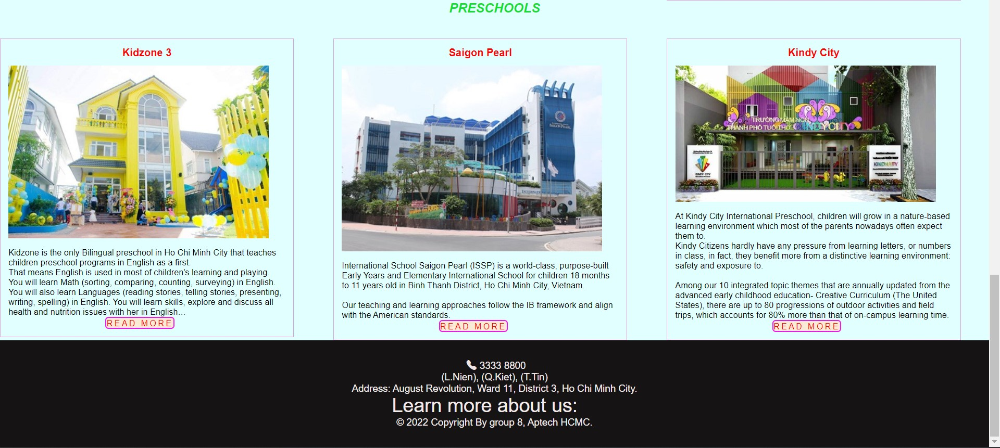 PRESCHOOLS
Kidzone 3
Kidzone is the only Bilingual preschool in Ho Chi Minh City that teaches
children preschool programs in English as a first.
That means English is used in most of children's learning and playing.
You will learn Math (sorting, comparing, counting, surveying) in English.
You will also learn Languages (reading stories, telling stories, presenting,
writing, spelling) in English. You will learn skills, explore and discuss all
health and nutrition issues with her in English...
READ MORE
Saigon Pearl
SAIGON PEARL
INTERNATI
International School Saigon Pearl (ISSP) is a world-class, purpose-built
Early Years and Elementary International School for children 18 months
to 11 years old in Binh Thanh District, Ho Chi Minh City, Vietnam.
Our teaching and learning approaches follow the IB framework and align
with the American standards.
READ MORE
Kindy City
TRƯỜNG MẦM NON
THÀNH PHỐ TUỔI THƠ KINDY CITY
KINDY CITY
KINDY CITY
At Kindy City International Preschool, children will grow in a nature-based
learning environment which most of the parents nowadays often expect
them to.
Kindy Citizens hardly have any pressure from learning letters, or numbers
in class, in fact, they benefit more from a distinctive learning environment:
safety and exposure to.
Among our 10 integrated topic themes that are annually updated from the
advanced early childhood education- Creative Curriculum (The United
States), there are up to 80 progressions of outdoor activities and field
trips, which accounts for 80% more than that of on-campus learning time.
READ MORE
3333 8800
(L.Nien), (Q.Kiet), (T.Tin)
Address: August Revolution, Ward 11, District 3, Ho Chi Minh City.
Learn more about us:
© 2022 Copyright By group 8, Aptech HCMC.